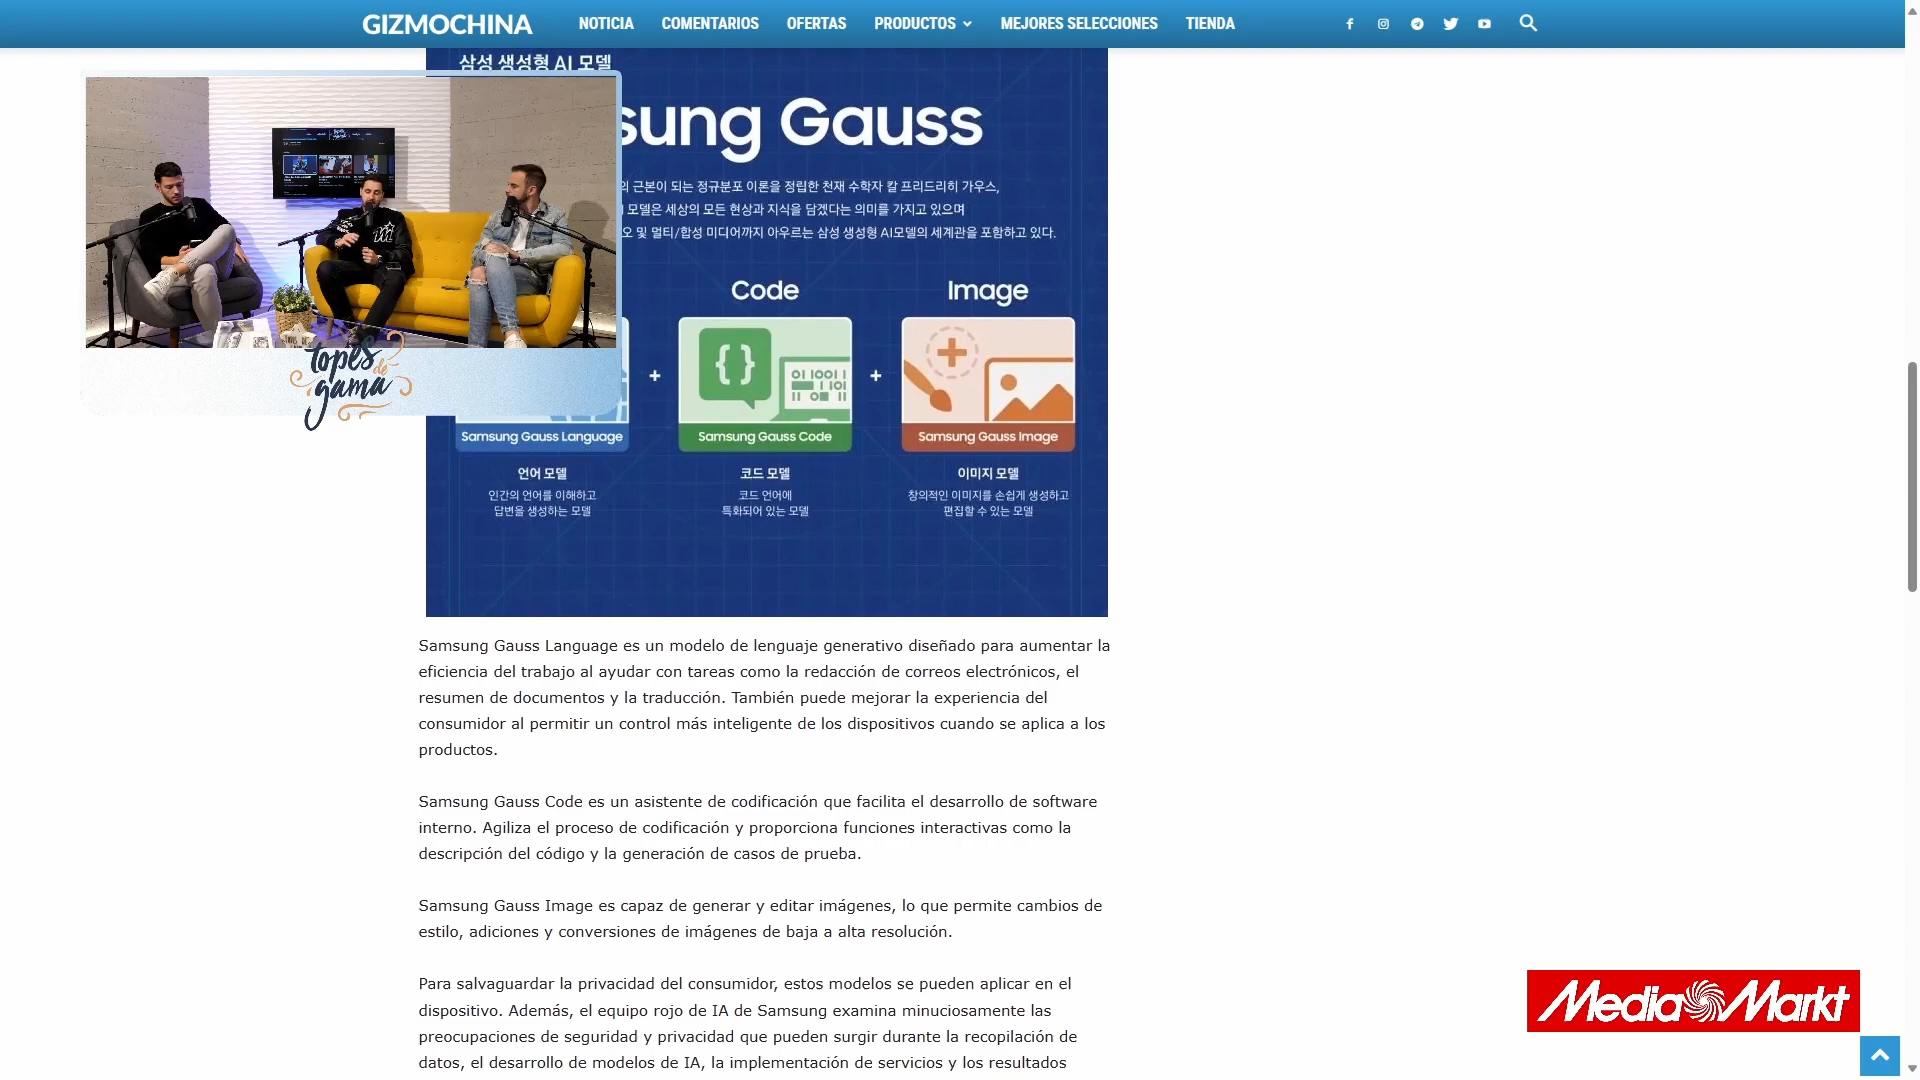 GIZMOCHINA NOTICIA COMENTARIOS OFERTAS PRODUCTOS MEJORES SELECCIONES TIENDA
삼성 생성형 AI 모델
sung Gauss
근본이 되는 정규분포 이론을 정립한 천재 수학자 칼 프리드리히 가우스,
모델은 세상의 모든 현상과 지식을 담겠다는 의미를 가지고 있으며
오 및 멀티/합성 미디어까지 아우르는 삼성 생성형 AI모델의 세계관을 포함하고 있다.
Code
Image
topes de gama
+
+
Samsung Gauss Language
Samsung Gauss Code
Samsung Gauss Image
언어 모델
인간의 언어를 이해하고
답변을 생성하는 모델
코드 모델
코드 언어에
특화되어 있는 모델
이미지 모델
창의적인 이미지를 손쉽게 생성하고
편집할 수 있는 모델
Samsung Gauss Language es un modelo de lenguaje generativo diseñado para aumentar la
eficiencia del trabajo al ayudar con tareas como la redacción de correos electrónicos, el
resumen de documentos y la traducción. También puede mejorar la experiencia del
consumidor al permitir un control más inteligente de los dispositivos cuando se aplica a los
productos.
Samsung Gauss Code es un asistente de codificación que facilita el desarrollo de software
interno. Agiliza el proceso de codificación y proporciona funciones interactivas como la
descripción del código y la generación de casos de prueba.
Samsung Gauss Image es capaz de generar y editar imágenes, lo que permite cambios de
estilo, adiciones y conversiones de imágenes de baja a alta resolución.
Para salvaguardar la privacidad del consumidor, estos modelos se pueden aplicar en el
dispositivo. Además, el equipo rojo de IA de Samsung examina minuciosamente las
preocupaciones de seguridad y privacidad que pueden surgir durante la recopilación de
datos, el desarrollo de modelos de IA, la implementación de servicios y los resultados
MediaMarkt